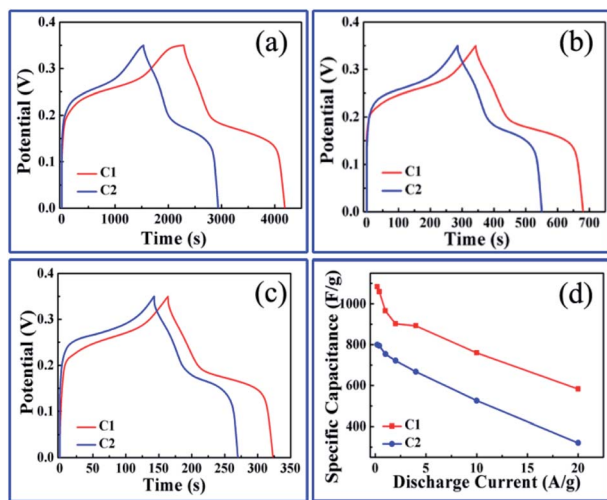 (a)
Potential (V)
0.4
0.3
0.2
0.1
0.0
C1
C2
0 1000 2000 3000 4000
Time (s)
(b)
Potential (V)
0.4
0.3
0.2
0.1
0.0
C1
C2
0 100 200 300 400 500 600 700
Time (s)
(c)
Potential (V)
0.4
0.3
0.2
0.1
0.0
C1
C2
0 50 100 150 200 250 300 350
Time (s)
(d)
Specific Capacitance (F/g)
1000
800
600
400
C1
C2
0 5 10 15 20
Discharge Current (A/g)